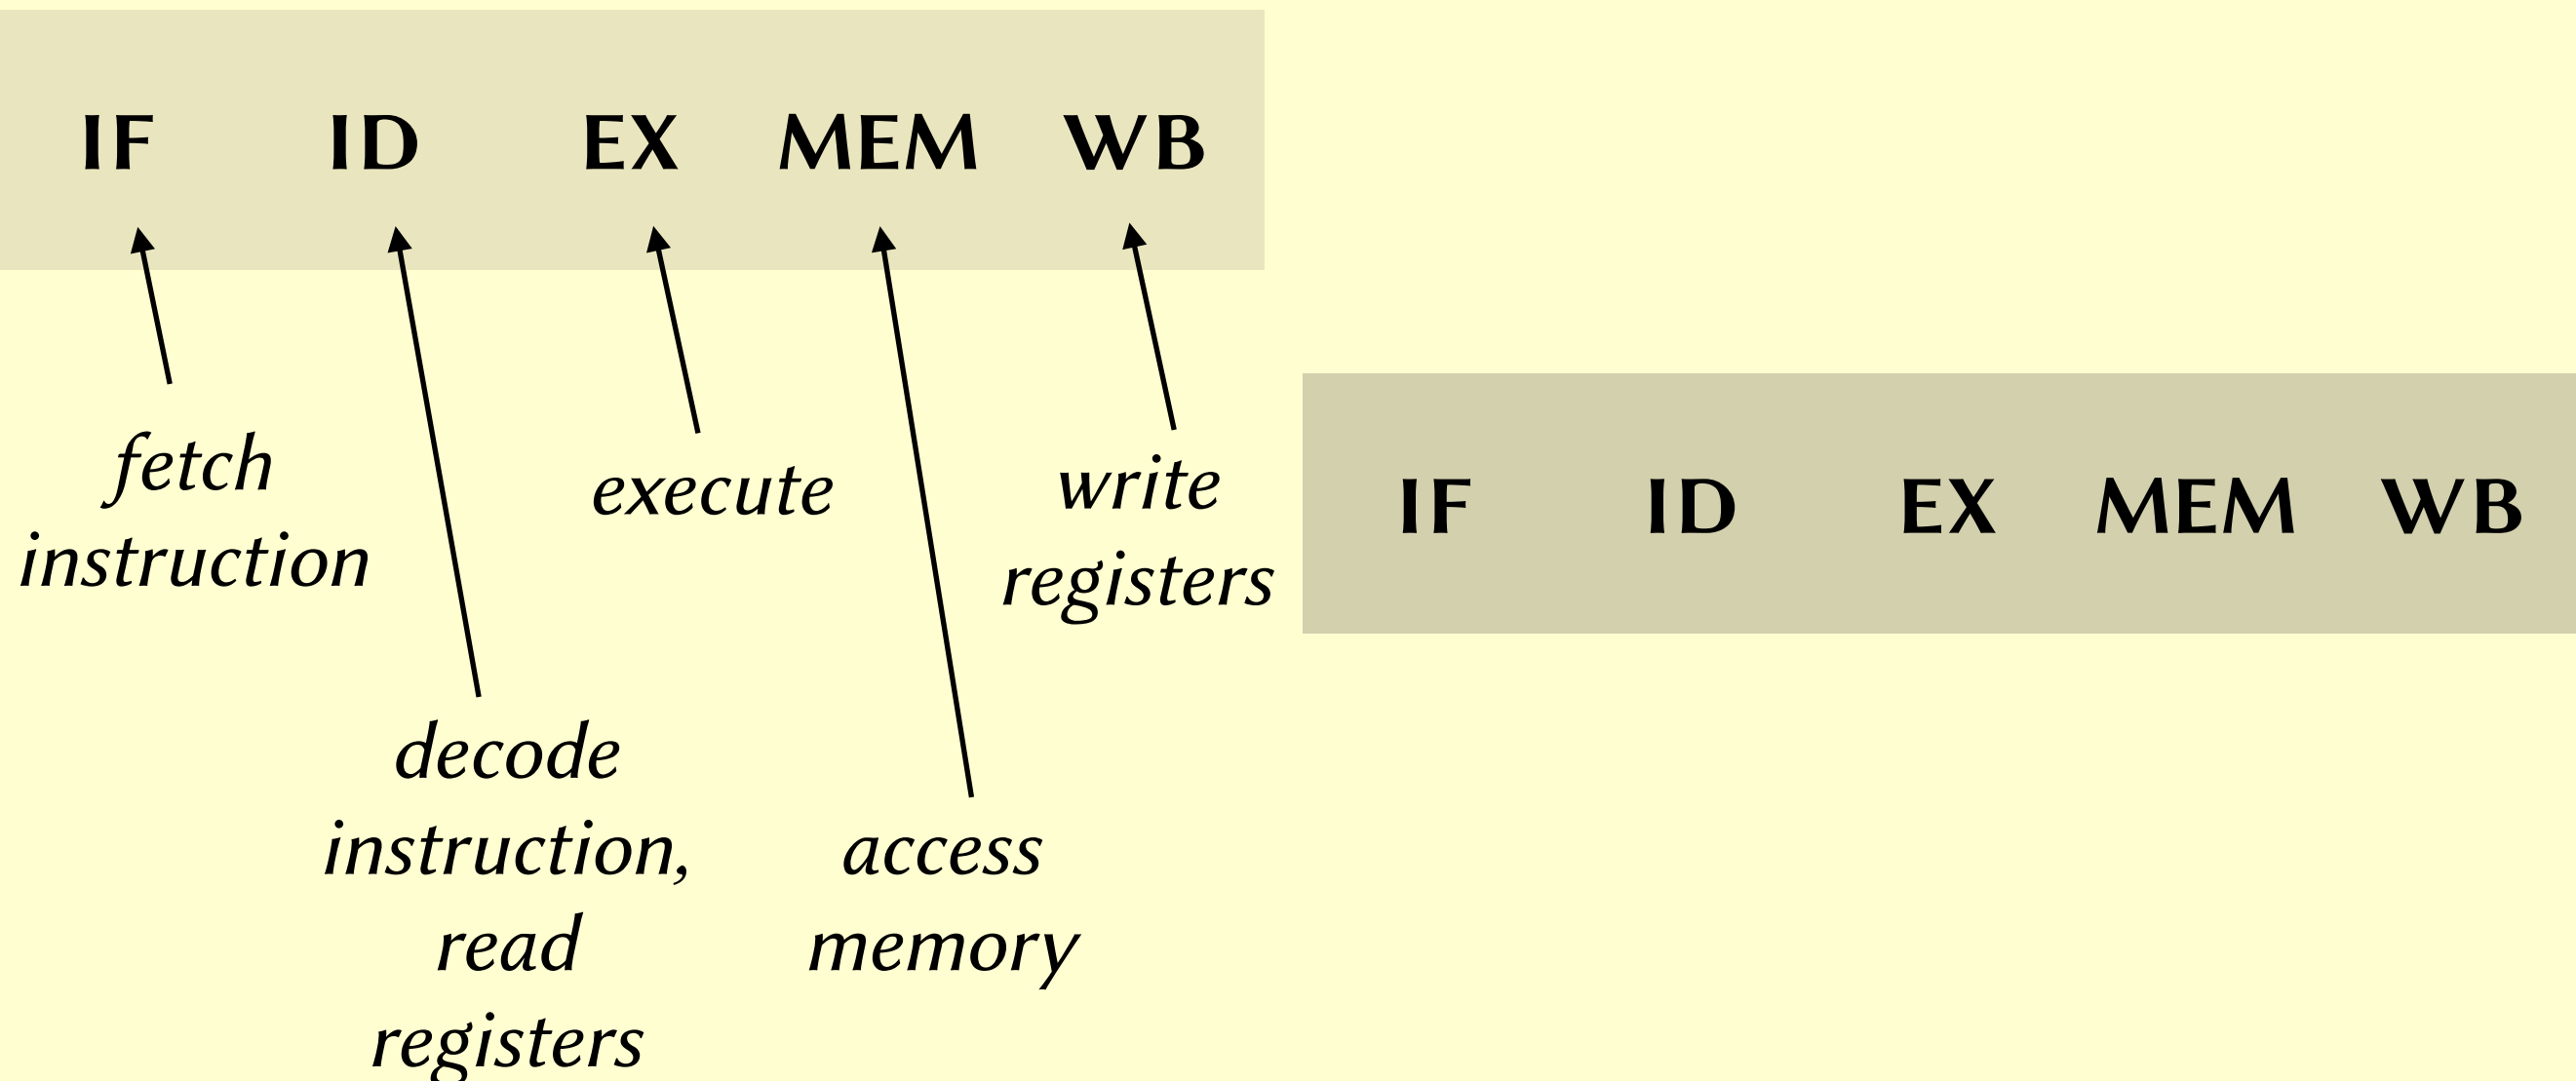 IF ID EX MEM WB
fetch
instruction
decode
instruction,
read
registers
execute
access
memory
write
registers
IF ID EX MEM WB